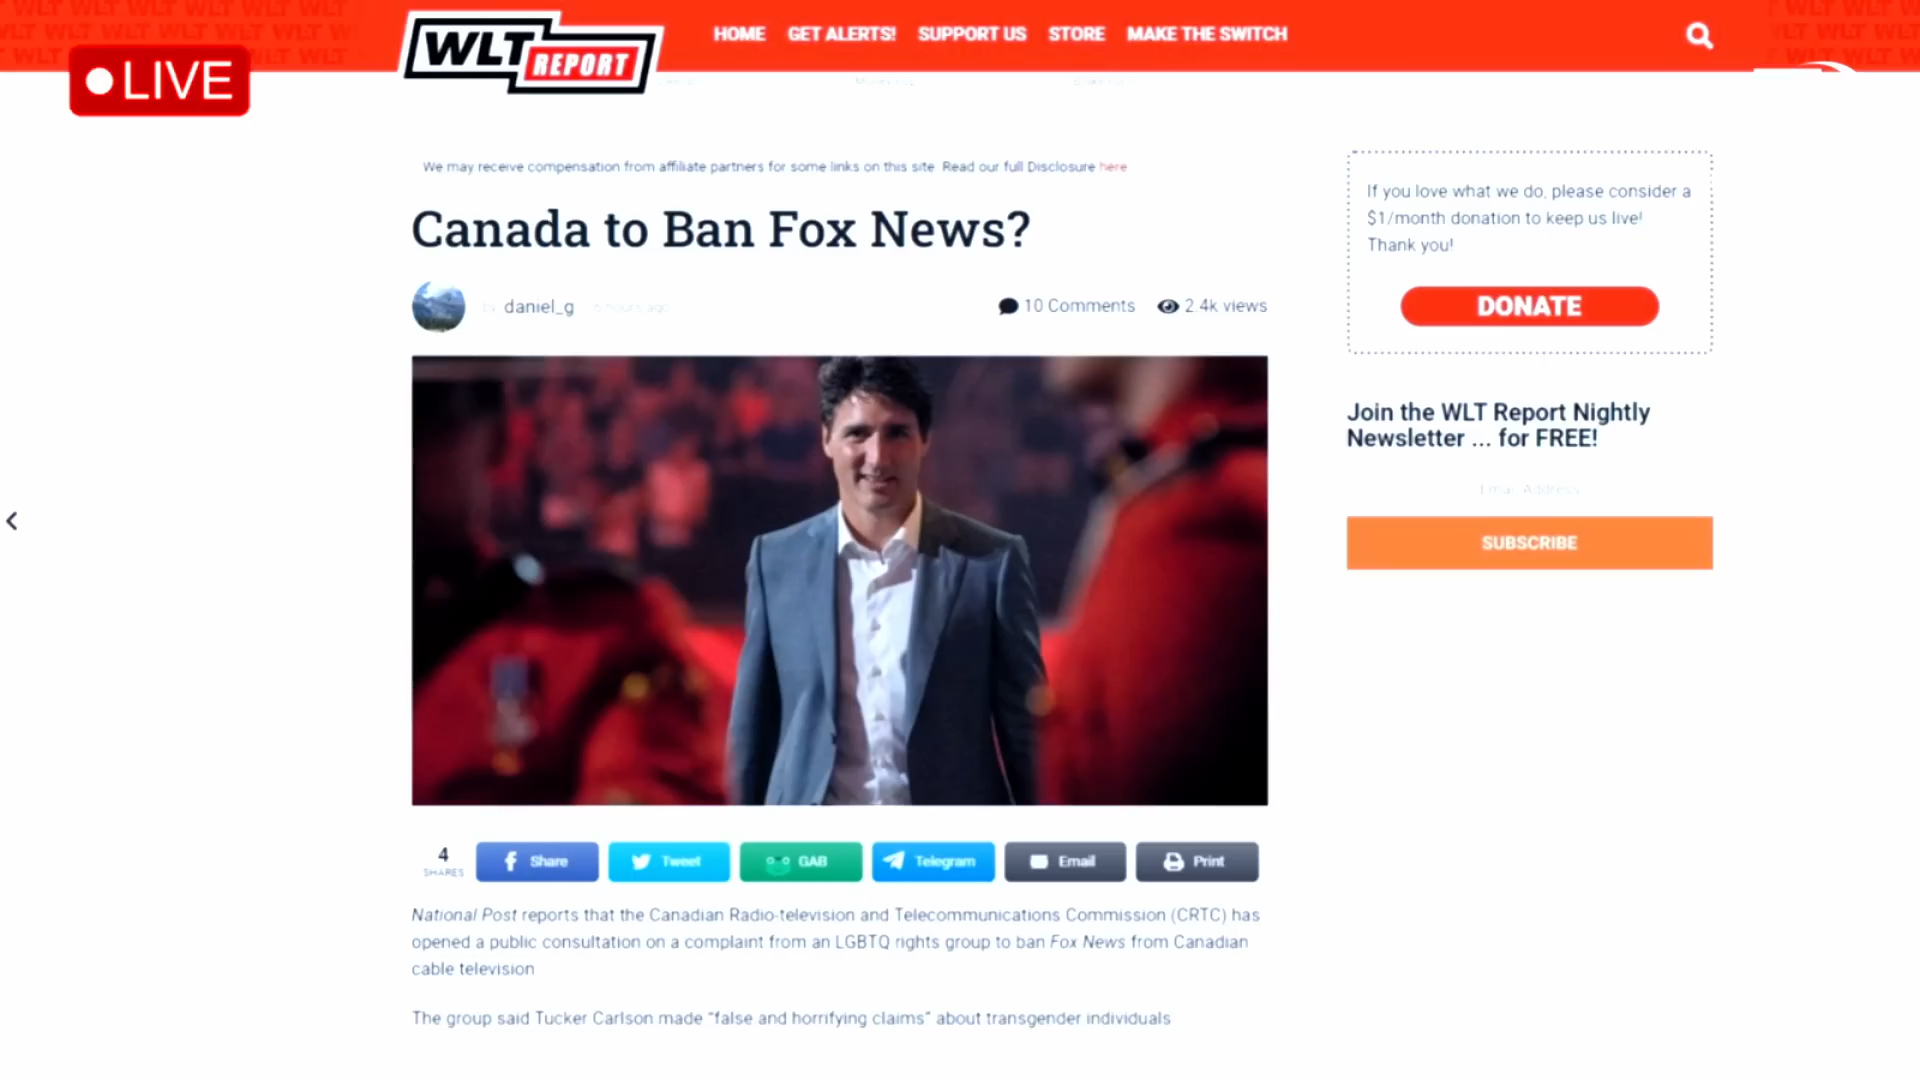 WLT REPORT
HOME GET ALERTS! SUPPORT US STORE MAKE THE SWITCH
LIVE
We may receive compensation from affiliate partners for some links on this site Read our full Disclosure here
Canada to Ban Fox News?
by daniel_g 6 hours ago
10 Comments 2.4k views
4
SHARES
Share Tweet GAB Telegram Email Print
National Post reports that the Canadian Radio-television and Telecommunications Commission (CRTC) has
opened a public consultation on a complaint from an LGBTQ rights group to ban Fox News from Canadian
cable television
The group said Tucker Carlson made "false and horrifying claims" about transgender individuals
If you love what we do, please consider a
$1/month donation to keep us live!
Thank you!
DONATE
Join the WLT Report Nightly
Newsletter ... for FREE!
Email Address
SUBSCRIBE